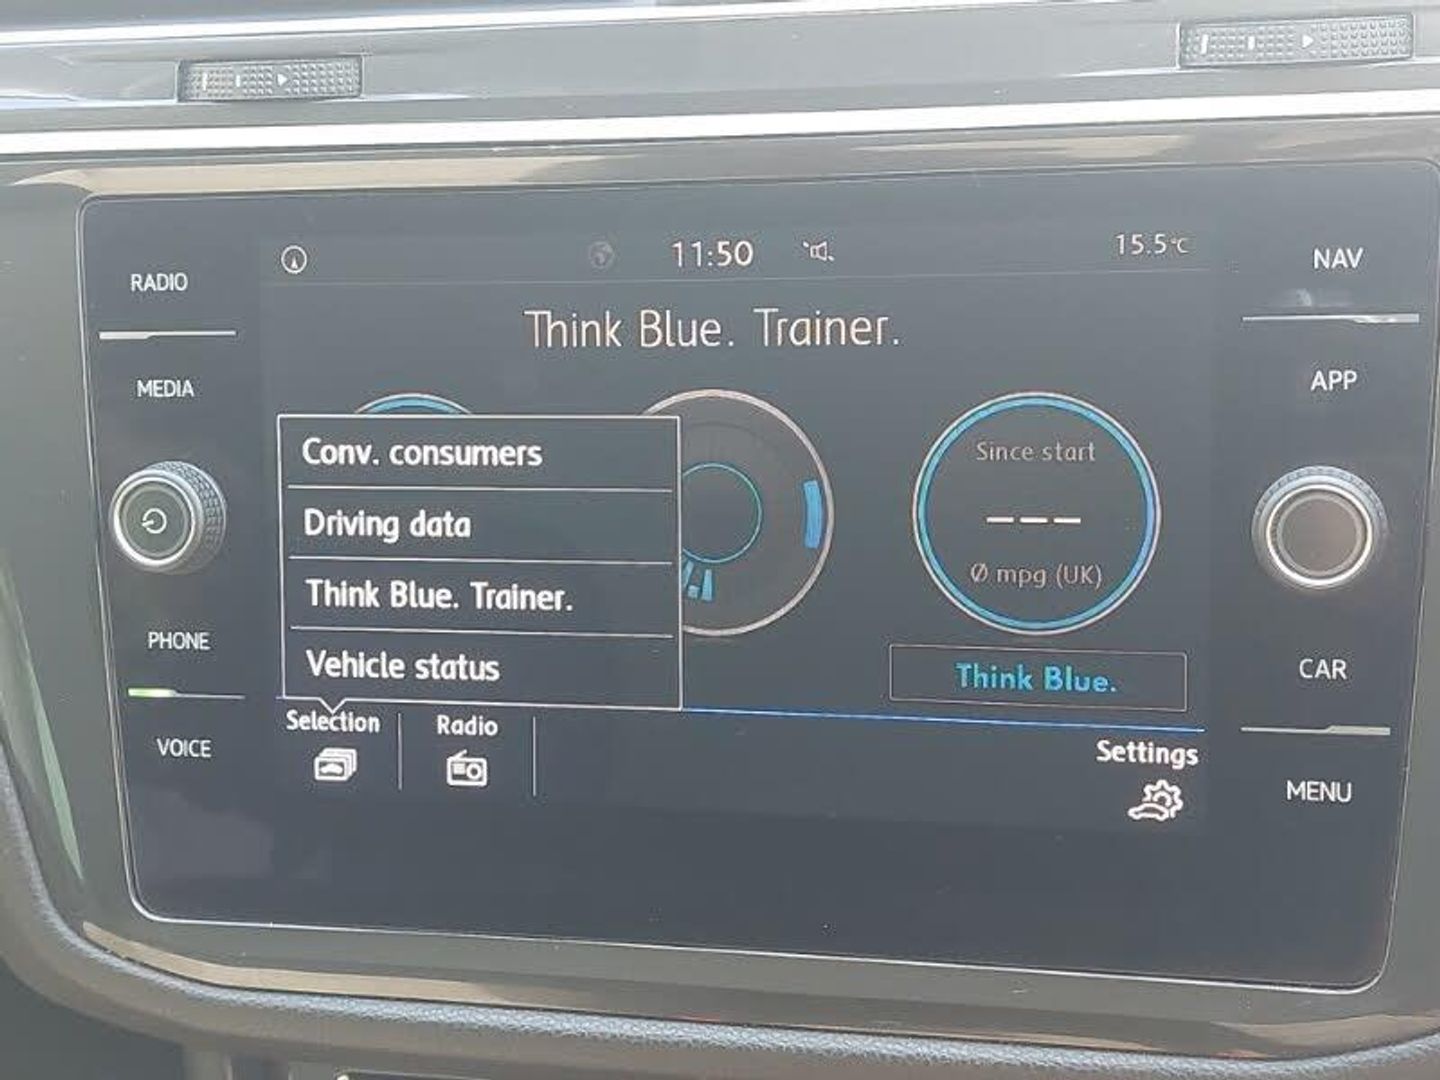 11:50
15.5°C
NAV
RADIO
Think Blue. Trainer.
MEDIA
APP
Conv. consumers
Since start
Driving data
---
Ø mpg (UK)
Think Blue. Trainer.
PHONE
Vehicle status
Think Blue.
CAR
Selection
Radio
VOICE
Settings
MENU